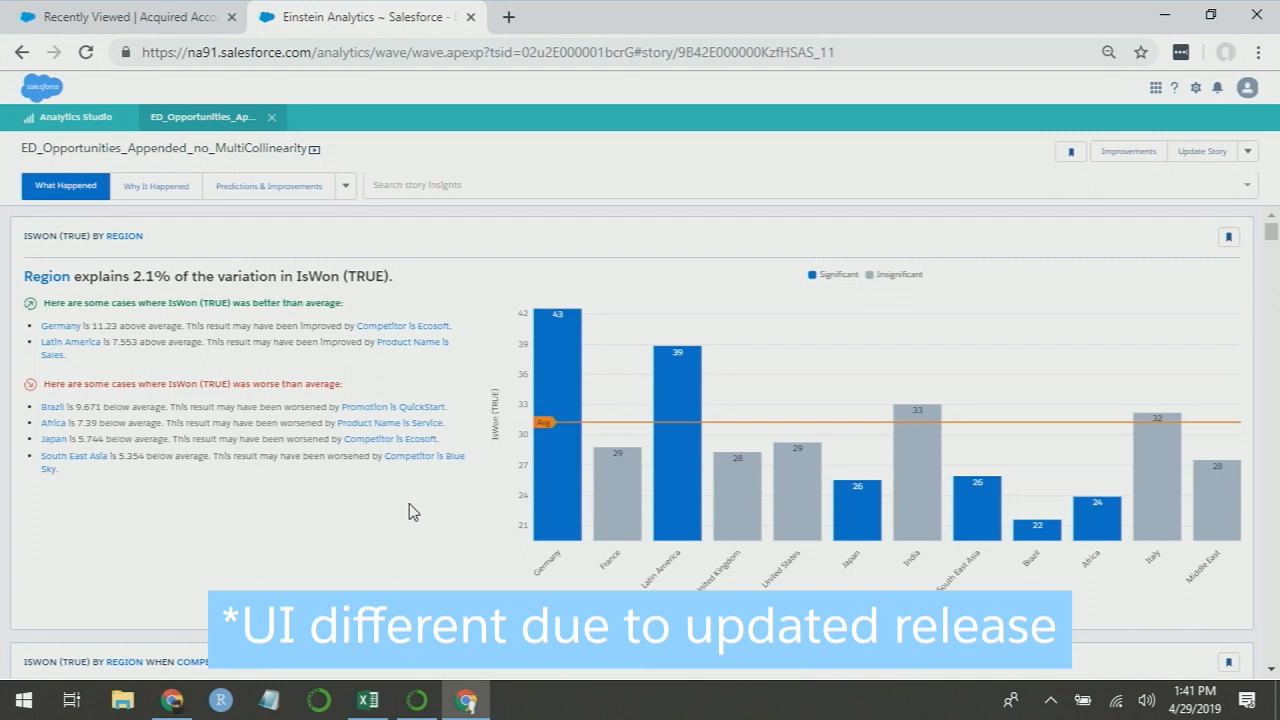 Recently Viewed | Acquired Acco
Einstein Analytics ~ Salesforce - D
https://na91.salesforce.com/analytics/wave/wave.apexp?tsid=02u2E000001bcrG#story/9B42E000000KzfHSAS_11
salesforce
Analytics Studio
ED_Opportunities_Ap...
ED_Opportunities_Appended_no_MultiCollinearity
Improvements
Update Story
What Happened
Why It Happened
Predictions & Improvements
Search story insights
ISWON (TRUE) BY REGION
Region explains 2.1% of the variation in IsWon (TRUE).
Here are some cases where IsWon (TRUE) was better than average:
Germany is 11.23 above average. This result may have been improved by Competitor is Ecosoft.
Latin America is 7.553 above average. This result may have been improved by Product Name is
Sales.
Here are some cases where IsWon (TRUE) was worse than average:
Brazil is 9.671 below average. This result may have been worsened by Promotion is QuickStart.
Africa is 7.39 below average. This result may have been worsened by Product Name is Service.
Japan is 5.744 below average. This result may have been worsened by Competitor is Ecosoft.
South East Asia is 5.354 below average. This result may have been worsened by Competitor is Blue
Sky.
Significant
Insignificant
IsWon (TRUE)
42
39
36
33
30
27
24
21
Avg
43
29
39
28
29
26
33
26
22
24
32
28
Germany
France
Latin America
United Kingdom
United States
Japan
India
South East Asia
Brazil
Africa
Italy
Middle East
*UI different due to updated release
ISWON (TRUE) BY REGION WHEN COMPE
1:41 PM
4/29/2019